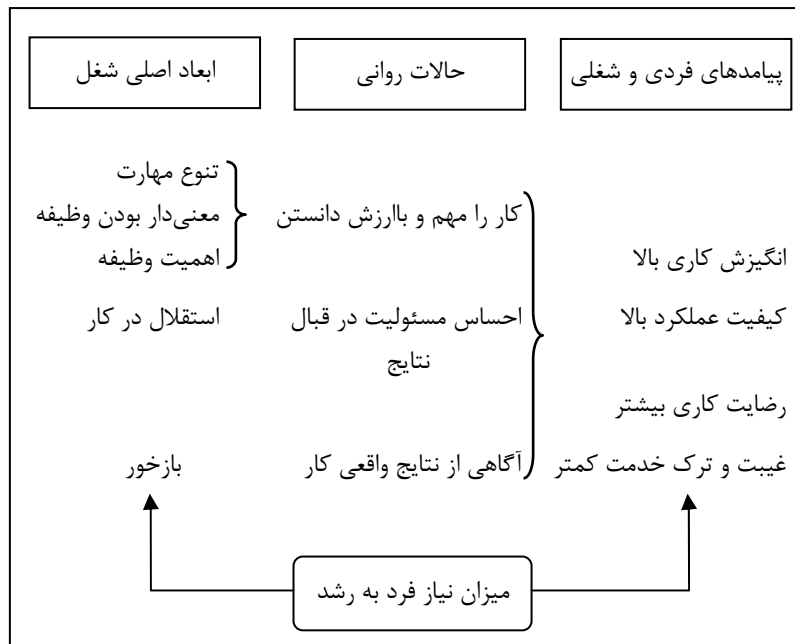 پیامدهای فردی و شغلی
حالات روانی
ابعاد اصلی شغل
تنوع مهارت
معنی‌دار بودن وظیفه
اهمیت وظیفه
استقلال در کار
بازخور
کار را مهم و باارزش دانستن
احساس مسئولیت در قبال
نتایج
آگاهی از نتایج واقعی کار
انگیزش کاری بالا
کیفیت عملکرد بالا
رضایت کاری بیشتر
غیبت و ترک خدمت کمتر
میزان نیاز فرد به رشد